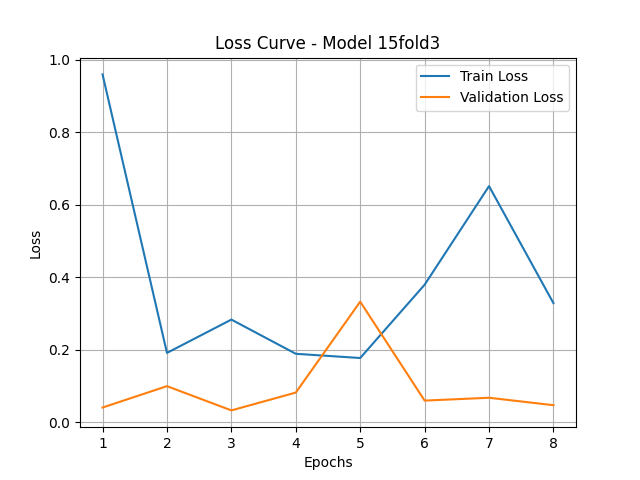 Loss Curve - Model 15fold3
Train Loss
Validation Loss
1.0
0.8
0.6
0.4
0.2
0.0
Loss
1 2 3 4 5 6 7 8
Epochs